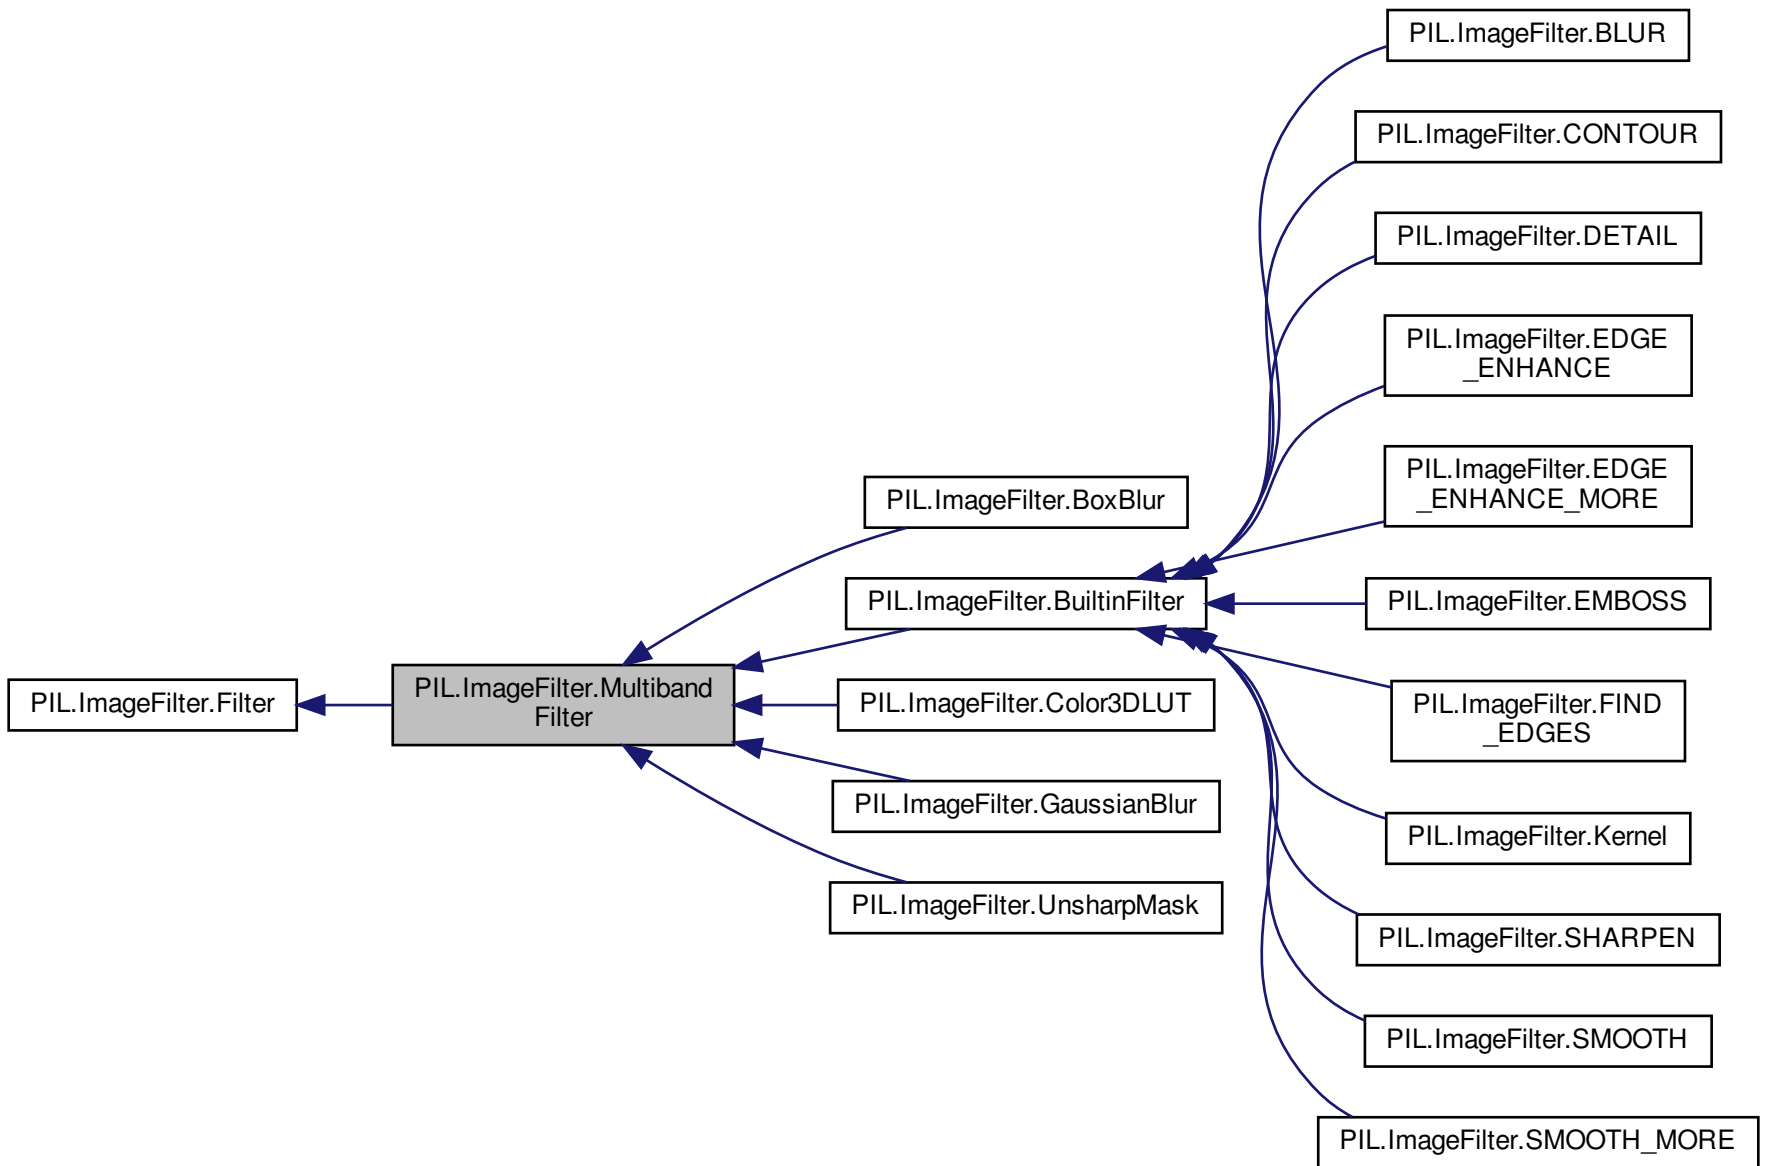 PIL.ImageFilter.Filter
PIL.ImageFilter.Multiband
Filter
PIL.ImageFilter.BoxBlur
PIL.ImageFilter.BuiltinFilter
PIL.ImageFilter.Color3DLUT
PIL.ImageFilter.GaussianBlur
PIL.ImageFilter.UnsharpMask
PIL.ImageFilter.BLUR
PIL.ImageFilter.CONTOUR
PIL.ImageFilter.DETAIL
PIL.ImageFilter.EDGE
_ENHANCE
PIL.ImageFilter.EDGE
_ENHANCE_MORE
PIL.ImageFilter.EMBOSS
PIL.ImageFilter.FIND
_EDGES
PIL.ImageFilter.Kernel
PIL.ImageFilter.SHARPEN
PIL.ImageFilter.SMOOTH
PIL.ImageFilter.SMOOTH_MORE